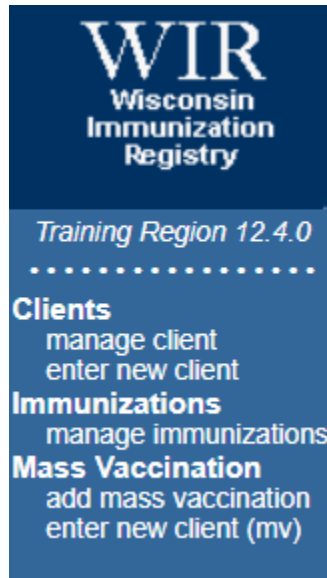 WIR
Wisconsin
Immunization
Registry
Training Region 12.4.0
Clients
manage client
enter new client
Immunizations
manage immunizations
Mass Vaccination
add mass vaccination
enter new client (mv)